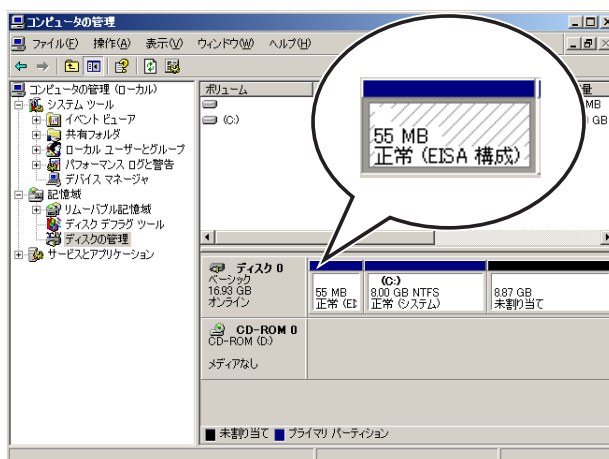 コンピュータの管理
ファイル(F) 操作(A) 表示(V) ウィンドウ(W) ヘルプ(H)
コンピュータの管理 (ローカル)
システム ツール
イベント ビューア
共有フォルダ
ローカル ユーザーとグループ
パフォーマンス ログと警告
デバイス マネージャ
記憶域
リムーバブル記憶域
ディスク デフラグ ツール
ディスクの管理
サービスとアプリケーション
ボリューム
量
MB
(C:)
GB
55 MB
正常 (EISA 構成)
ディスク 0
ベーシック
16.93 GB
オンライン
55 MB
正常 (EI
(C:)
8.00 GB NTFS
正常 (システム)
8.87 GB
未割り当て
CD-ROM 0
CD-ROM (D:)
メディアなし
未割り当て プライマリ パーティション